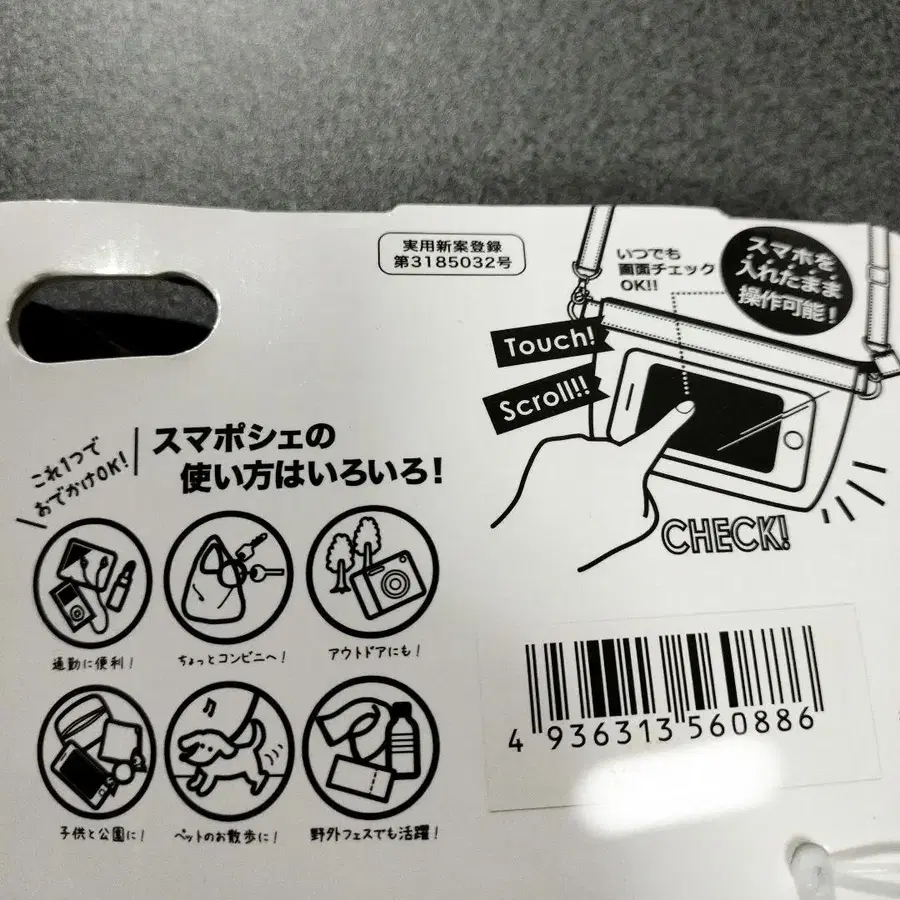 実用新案登録
第3185032号
いつでも
画面チェック
OK!!
スマホを
入れたまま
操作可能!
Touch!
Scroll!!
CHECK!
これ1つで
おでかけOK!
スマポシェの
使い方はいろいろ!
通勤に便利!
ちょっとコンビニへ!
アウトドアにも!
子供と公園に!
ペットのお散歩に!
野外フェスでも活躍!
4 936313 560886